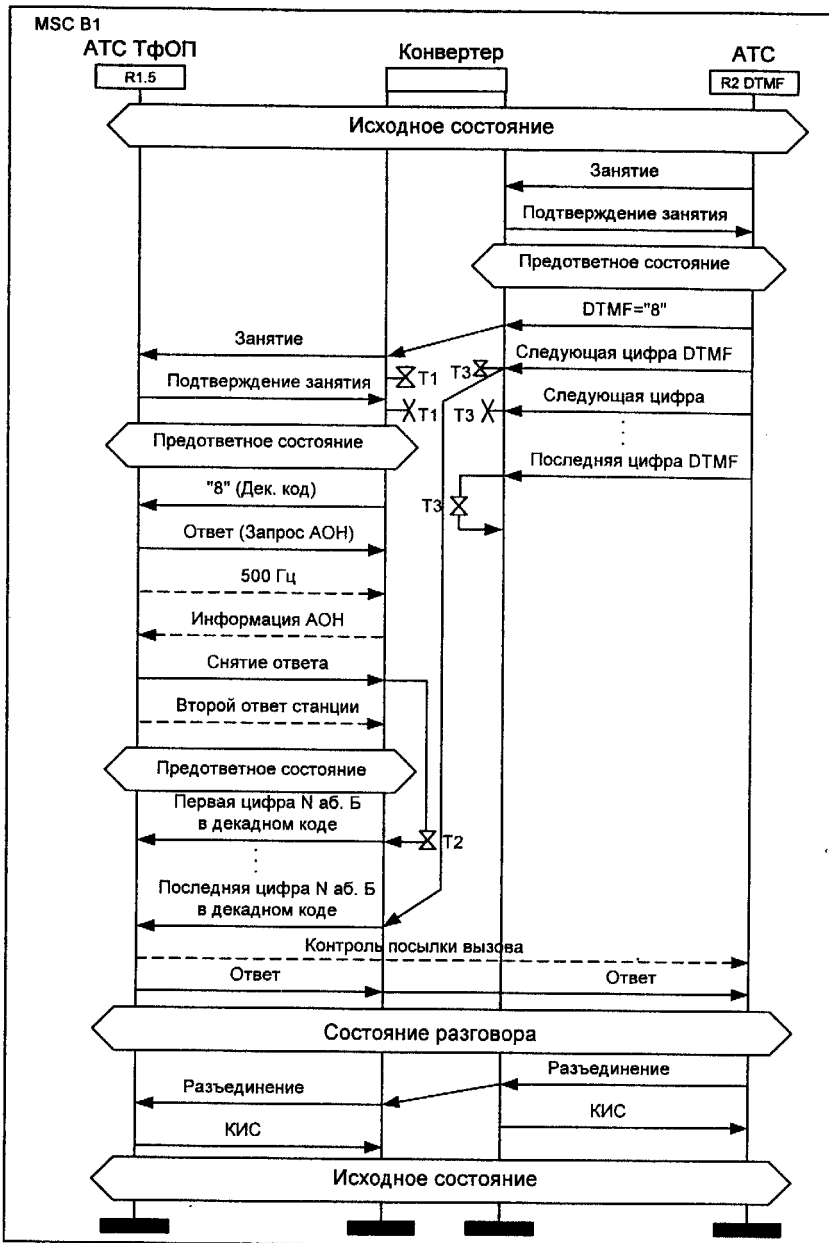 MSC B1
АТС ТфОП
Конвертер
АТС
R1.5
R2 DTMF
Исходное состояние
Занятие
Подтверждение занятия
Предответное состояние
DTMF="8"
Занятие
Следующая цифра DTMF
T1
T3
Подтверждение занятия
Следующая цифра
T1
T3
Предответное состояние
Последняя цифра DTMF
"8" (Дек. код)
T3
Ответ (Запрос АОН)
500 Гц
Информация АОН
Снятие ответа
Второй ответ станции
Предответное состояние
Первая цифра N аб. Б
в декадном коде
T2
Последняя цифра N аб. Б
в декадном коде
Контроль посылки вызова
Ответ
Ответ
Состояние разговора
Разъединение
Разъединение
КИС
КИС
Исходное состояние